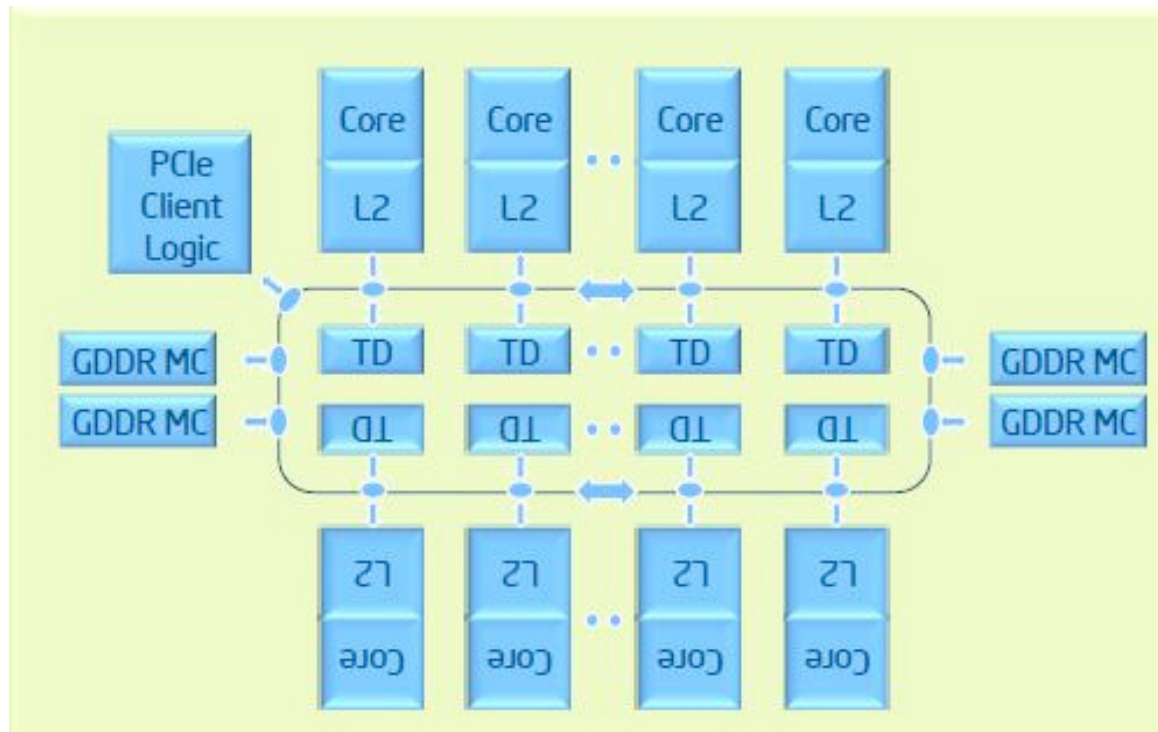 Core Core Core Core
PCIe
Client
Logic
L2 L2 L2 L2
TD TD TD TD
GDDR MC GDDR MC
GDDR MC GDDR MC
TD TD TD TD
L2 L2 L2 L2
Core Core Core Core